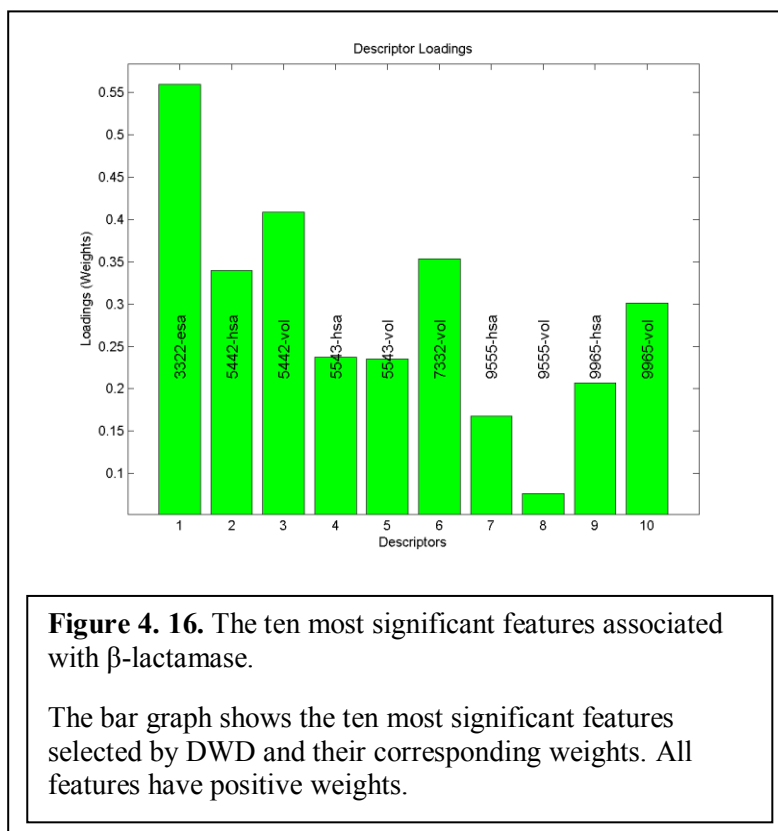 Descriptor Loadings
0.55
0.5
0.45
0.4
0.35
0.3
0.25
0.2
0.15
0.1
Loadings (Weights)
3322-esa
5442-hsa
5442-vol
5543-hsa
5543-vol
7332-vol
9555-hsa
9555-vol
9965-hsa
9965-vol
1 2 3 4 5 6 7 8 9 10
Descriptors
Figure 4. 16. The ten most significant features associated
with β-lactamase.
The bar graph shows the ten most significant features
selected by DWD and their corresponding weights. All
features have positive weights.